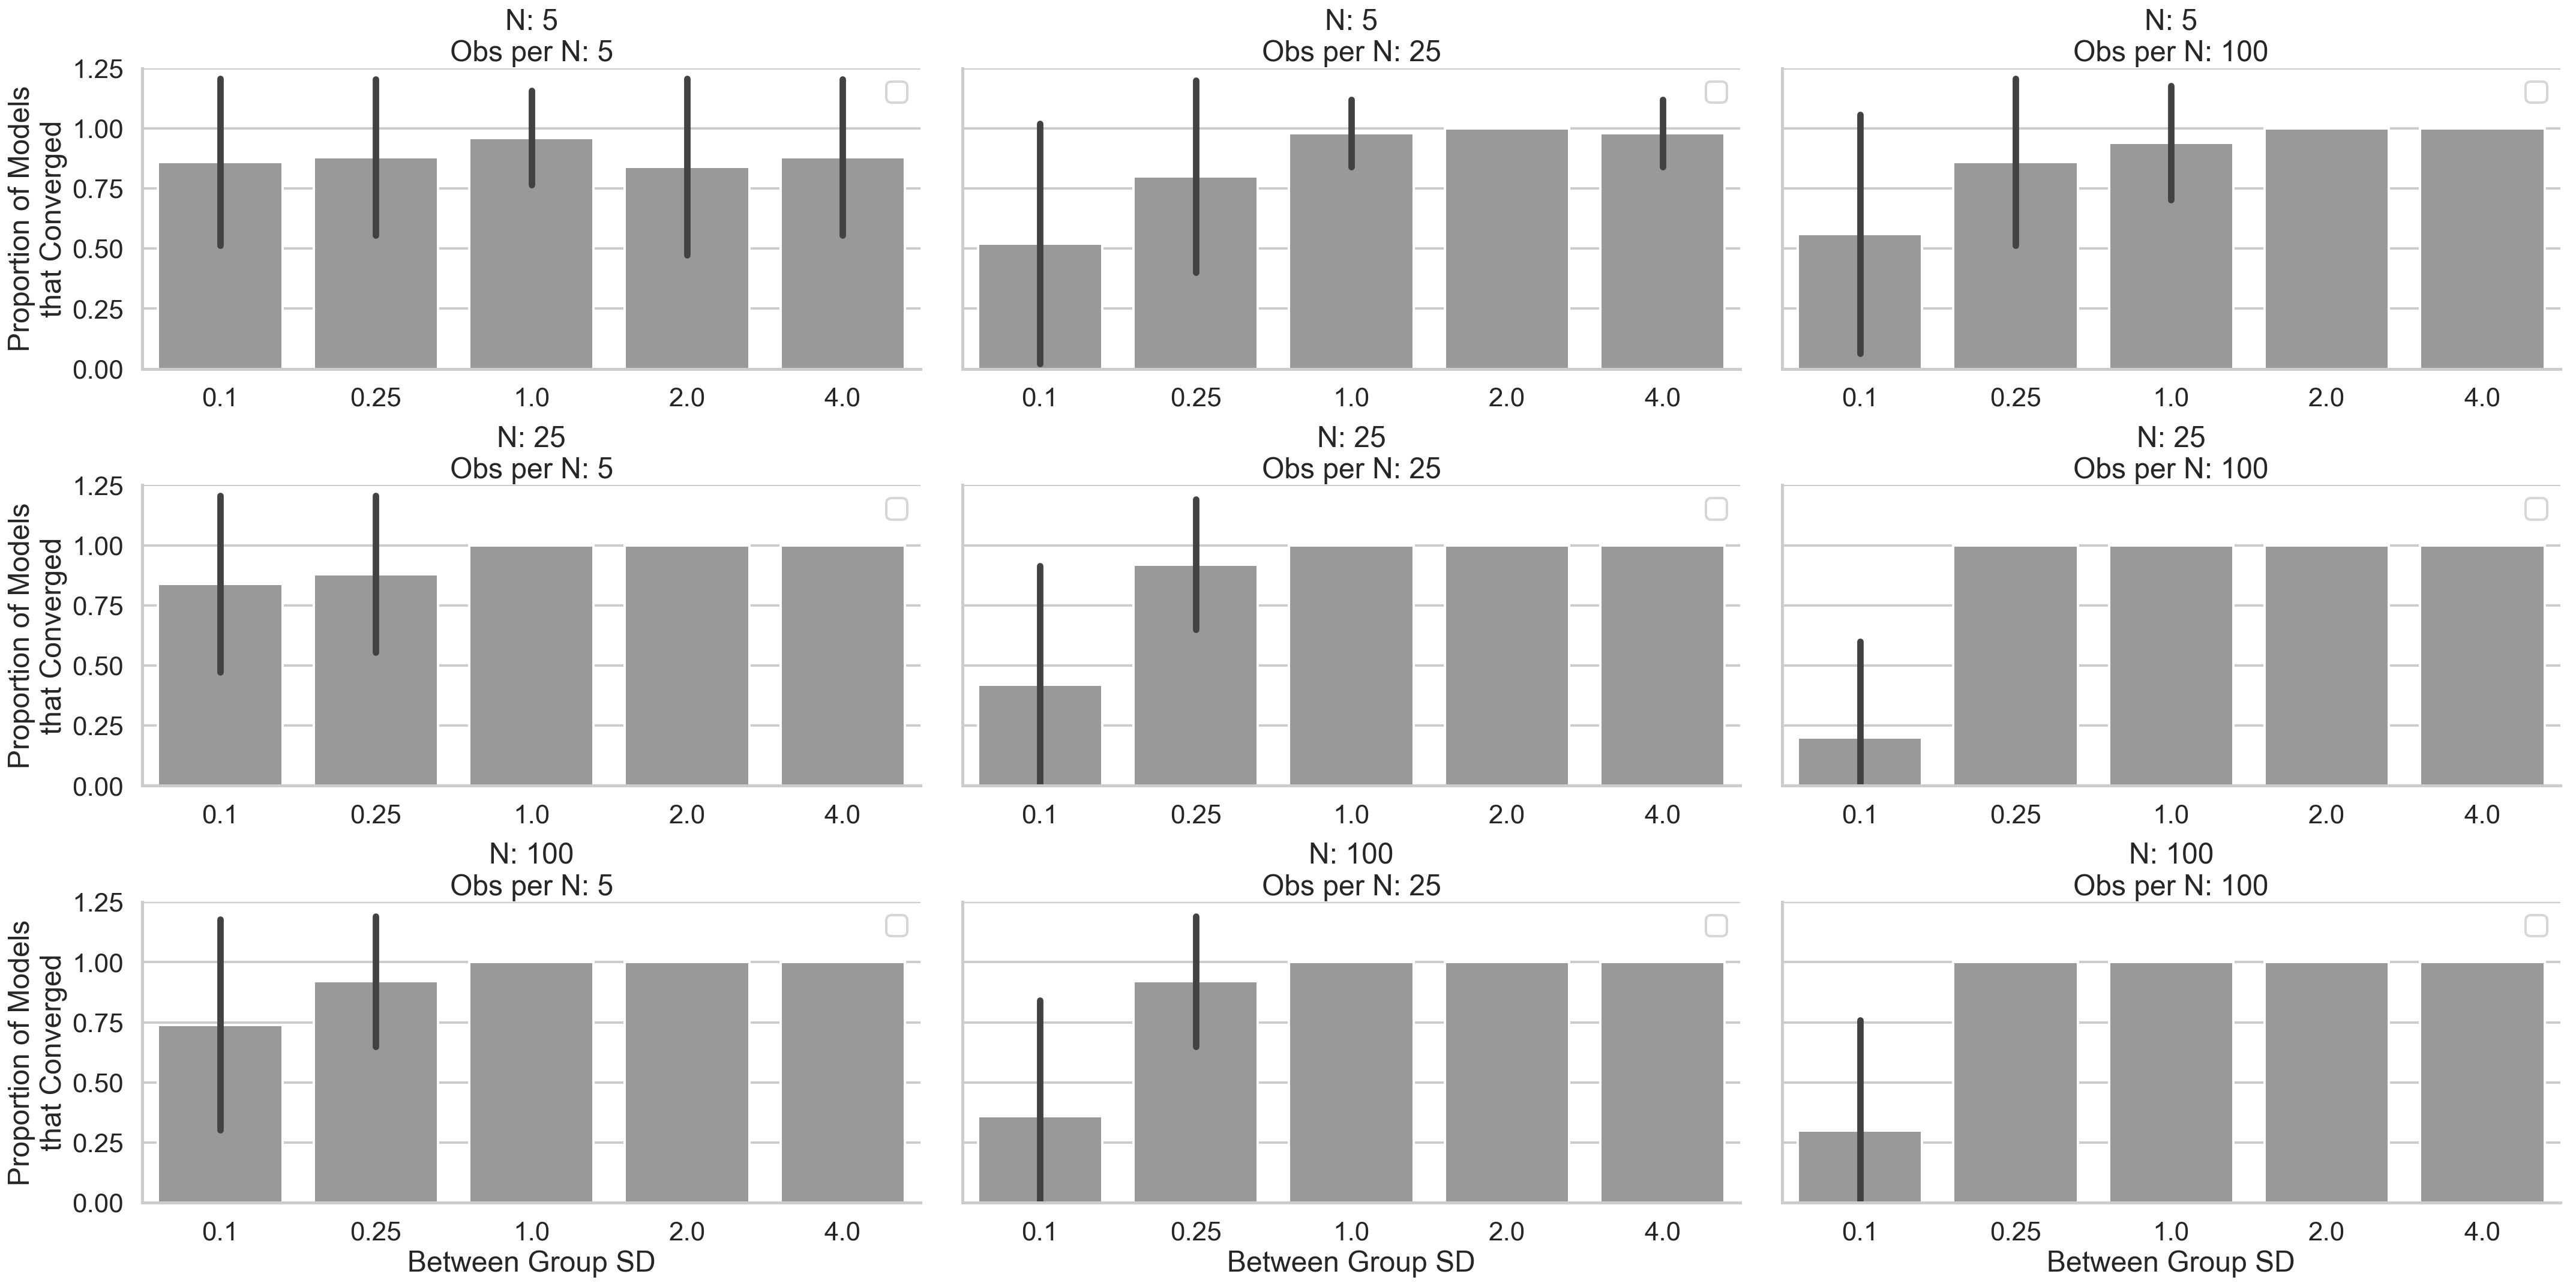 N: 5
Obs per N: 5
N: 5
Obs per N: 25
N: 5
Obs per N: 100
Proportion of Models
that Converged
1.25
1.00
0.75
0.50
0.25
0.00
0.1 0.25 1.0 2.0 4.0
0.1 0.25 1.0 2.0 4.0
0.1 0.25 1.0 2.0 4.0
N: 25
Obs per N: 5
N: 25
Obs per N: 25
N: 25
Obs per N: 100
Proportion of Models
that Converged
1.25
1.00
0.75
0.50
0.25
0.00
0.1 0.25 1.0 2.0 4.0
0.1 0.25 1.0 2.0 4.0
0.1 0.25 1.0 2.0 4.0
N: 100
Obs per N: 5
N: 100
Obs per N: 25
N: 100
Obs per N: 100
Proportion of Models
that Converged
1.25
1.00
0.75
0.50
0.25
0.00
0.1 0.25 1.0 2.0 4.0
Between Group SD
0.1 0.25 1.0 2.0 4.0
Between Group SD
0.1 0.25 1.0 2.0 4.0
Between Group SD